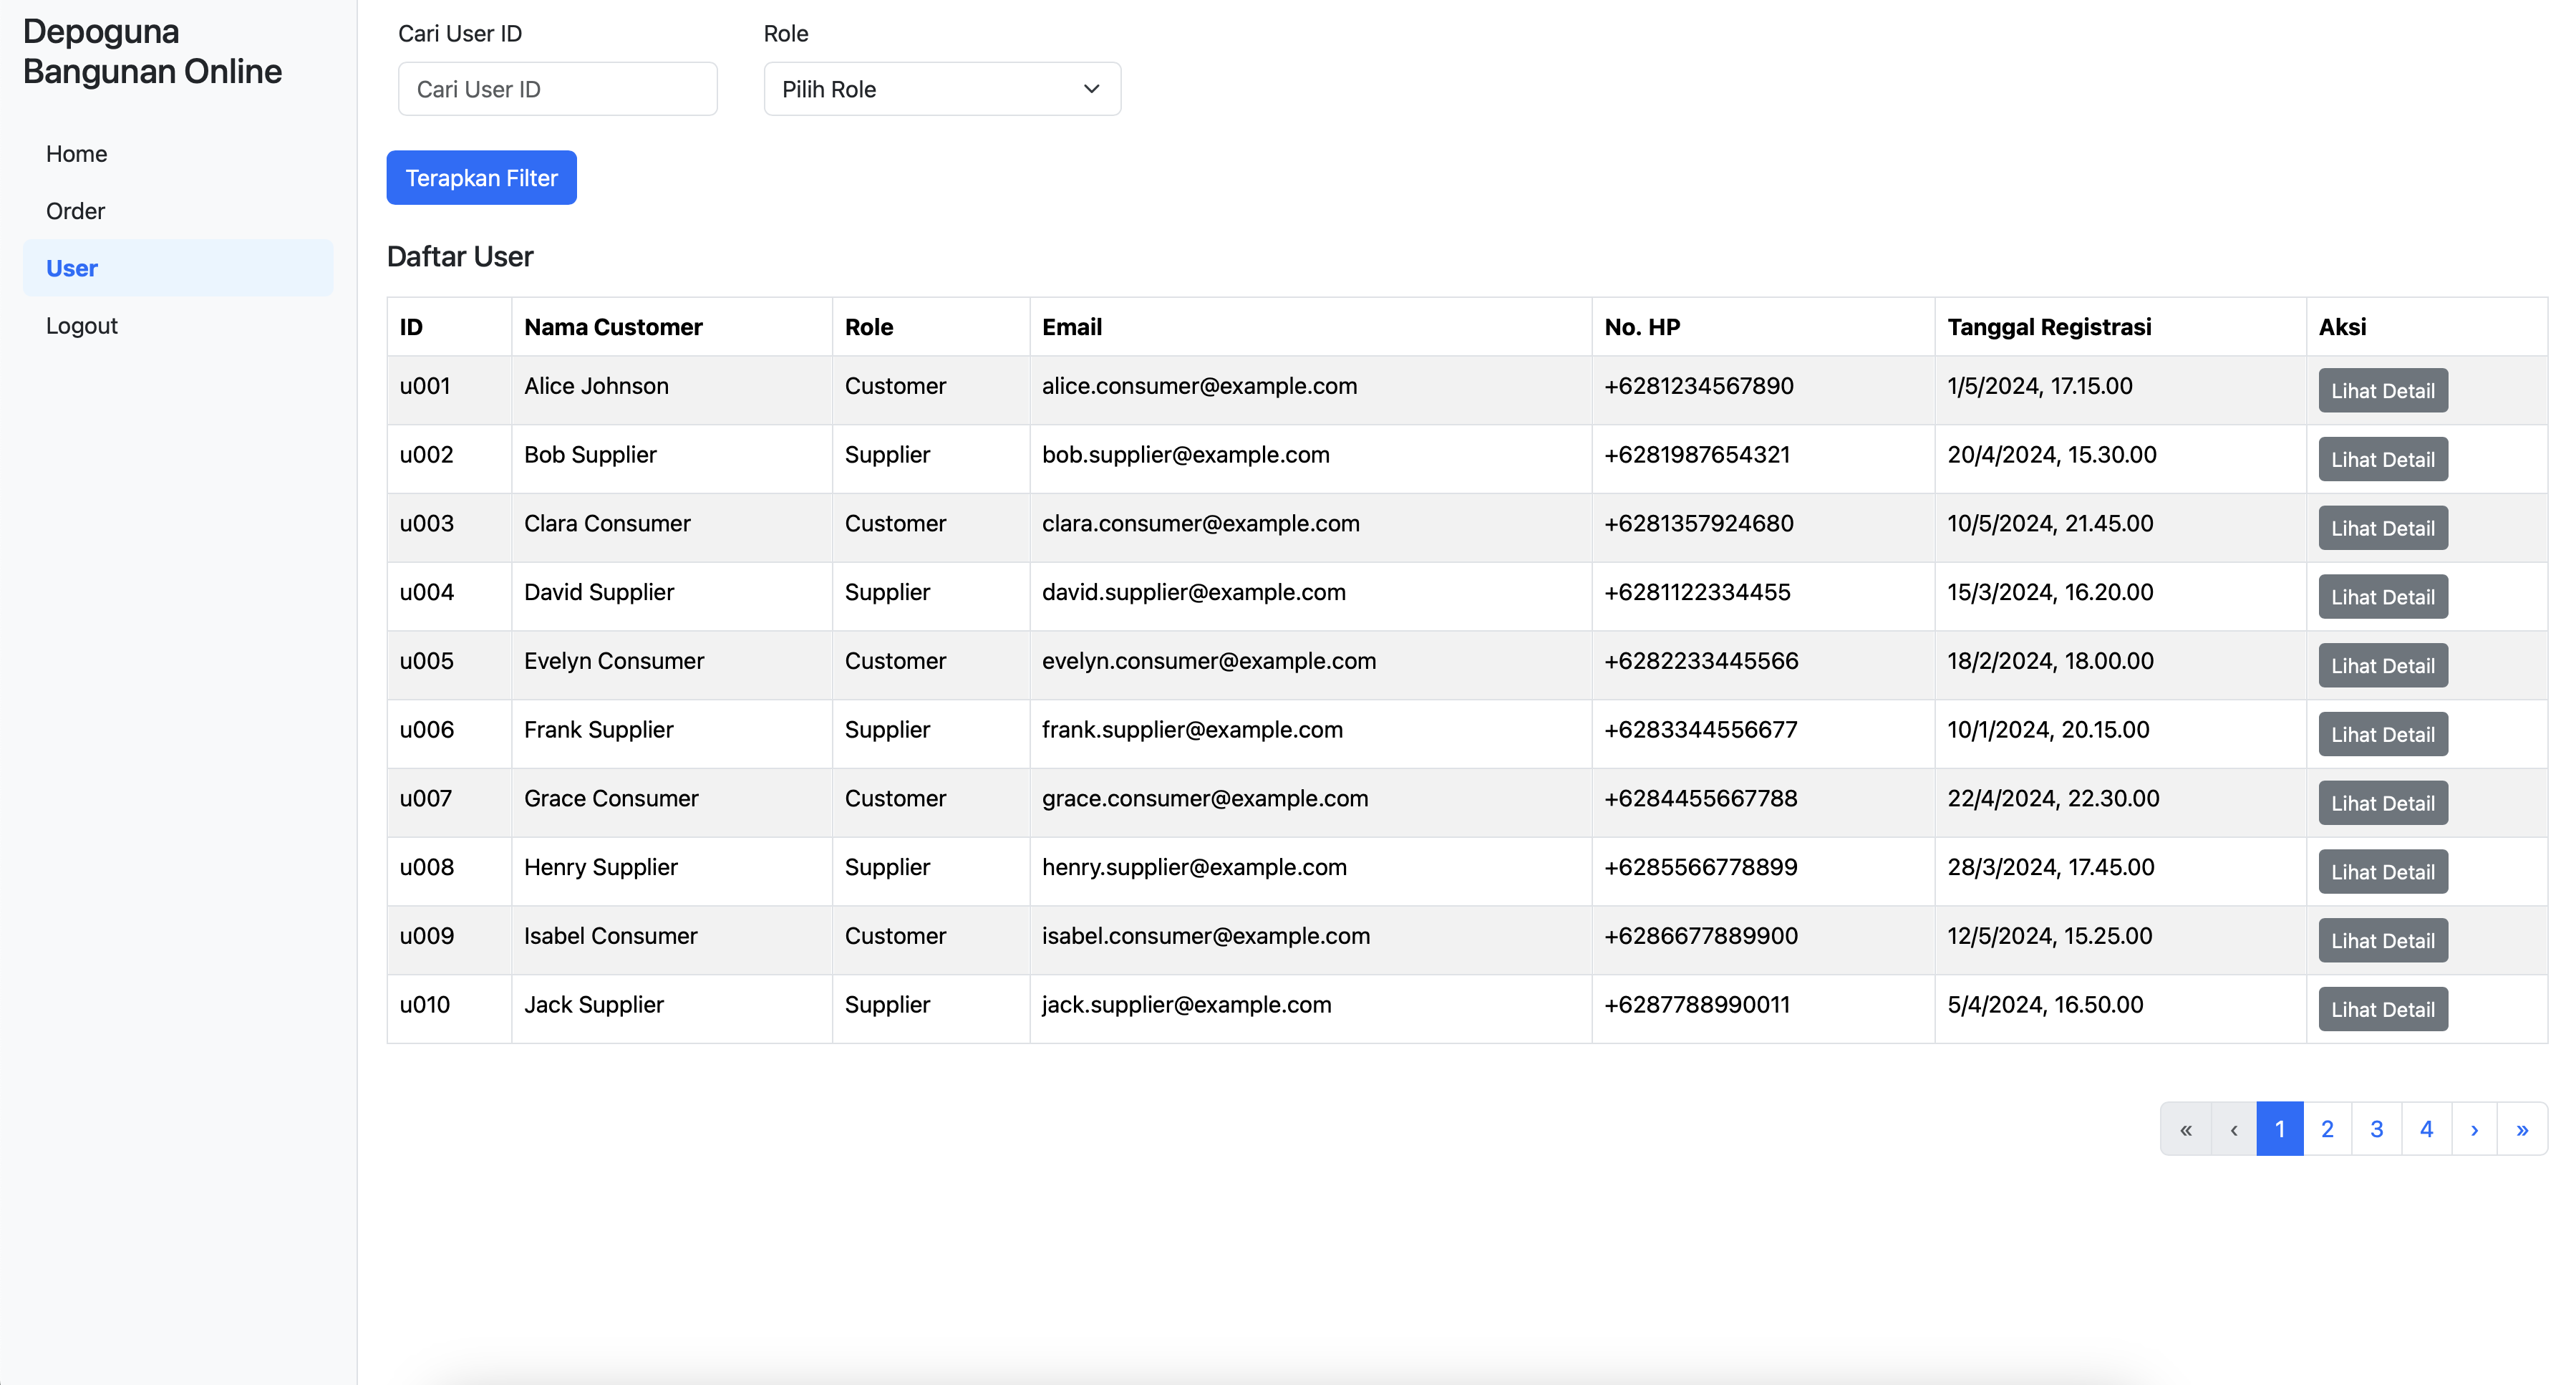 Depoguna
Bangunan Online
Home
Order
User
Logout
Cari User ID
Role
Cari User ID
Pilih Role
Terapkan Filter
Daftar User
ID Nama Customer Role Email No. HP Tanggal Registrasi Aksi
u001 Alice Johnson Customer alice.consumer@example.com +6281234567890 1/5/2024, 17.15.00 Lihat Detail
u002 Bob Supplier Supplier bob.supplier@example.com +6281987654321 20/4/2024, 15.30.00 Lihat Detail
u003 Clara Consumer Customer clara.consumer@example.com +6281357924680 10/5/2024, 21.45.00 Lihat Detail
u004 David Supplier Supplier david.supplier@example.com +6281122334455 15/3/2024, 16.20.00 Lihat Detail
u005 Evelyn Consumer Customer evelyn.consumer@example.com +6282233445566 18/2/2024, 18.00.00 Lihat Detail
u006 Frank Supplier Supplier frank.supplier@example.com +6283344556677 10/1/2024, 20.15.00 Lihat Detail
u007 Grace Consumer Customer grace.consumer@example.com +6284455667788 22/4/2024, 22.30.00 Lihat Detail
u008 Henry Supplier Supplier henry.supplier@example.com +6285566778899 28/3/2024, 17.45.00 Lihat Detail
u009 Isabel Consumer Customer isabel.consumer@example.com +6286677889900 12/5/2024, 15.25.00 Lihat Detail
u010 Jack Supplier Supplier jack.supplier@example.com +6287788990011 5/4/2024, 16.50.00 Lihat Detail
« ‹ 1 2 3 4 › »